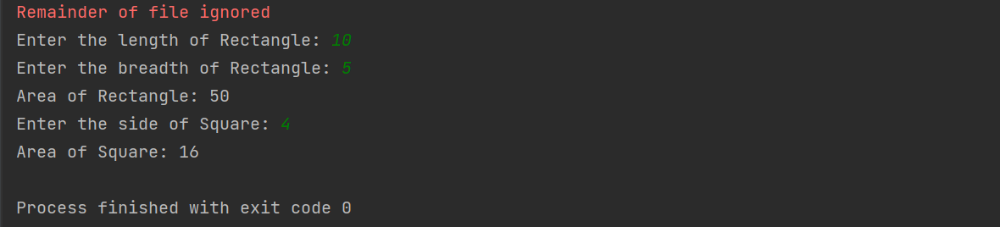 Remainder of file ignored
Enter the length of Rectangle: 10
Enter the breadth of Rectangle: 5
Area of Rectangle: 50
Enter the side of Square: 4
Area of Square: 16
Process finished with exit code 0